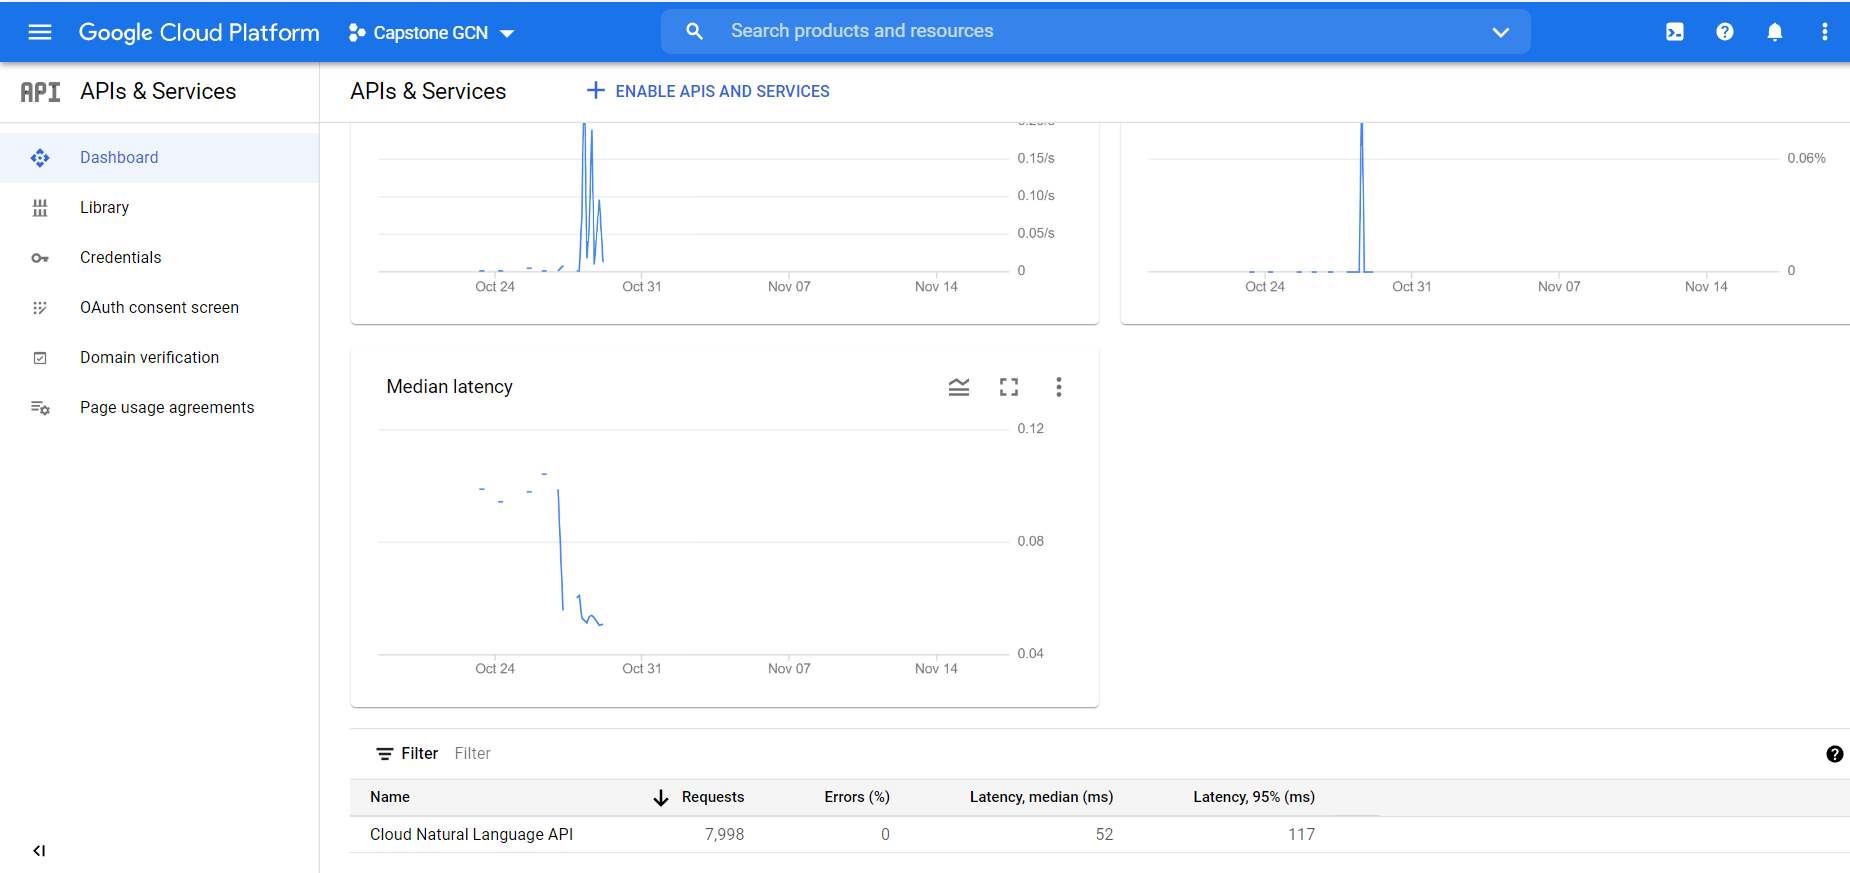 Google Cloud Platform
Capstone GCN
Search products and resources
API
APIs & Services
APIs & Services
ENABLE APIS AND SERVICES
Dashboard
Library
Credentials
OAuth consent screen
Domain verification
Page usage agreements
0.15/s
0.10/s
0.05/s
0
Oct 24 Oct 31 Nov 07 Nov 14
0.06%
0
Oct 24 Oct 31 Nov 07 Nov 14
Median latency
0.12
0.08
0.04
Oct 24 Oct 31 Nov 07 Nov 14
Filter Filter
Name Requests Errors (%) Latency, median (ms) Latency, 95% (ms)
Cloud Natural Language API 7,998 0 52 117